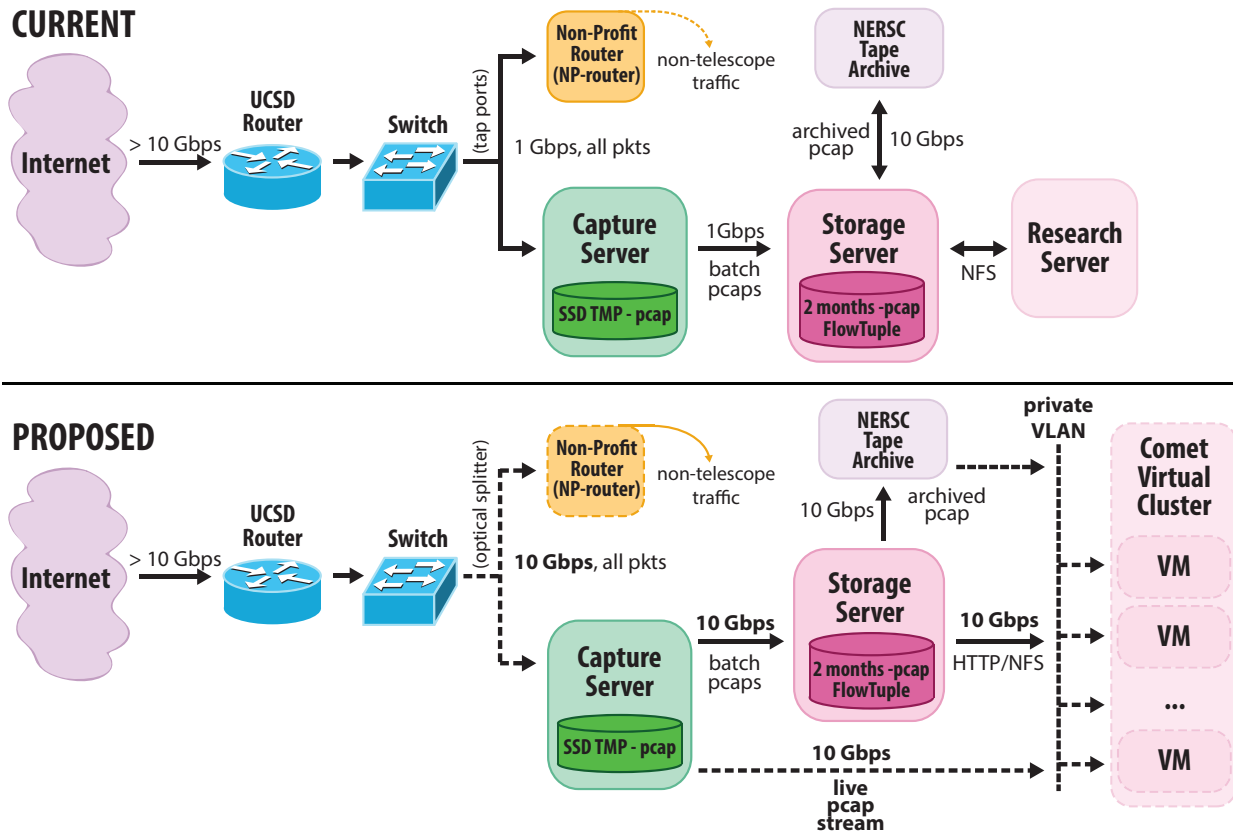 CURRENT
Internet
> 10 Gbps
UCSD
Router
Switch
(tap ports)
Non-Profit
Router
(NP-router)
non-telescope
traffic
1 Gbps, all pkts
Capture
Server
SSD TMP - pcap
1Gbps
batch
pcaps
NERSC
Tape
Archive
archived
pcap
10 Gbps
Storage
Server
2 months -pcap
FlowTuple
NFS
Research
Server
PROPOSED
Internet
> 10 Gbps
UCSD
Router
Switch
(optical splitter)
Non-Profit
Router
(NP-router)
non-telescope
traffic
10 Gbps, all pkts
Capture
Server
SSD TMP - pcap
10 Gbps
batch
pcaps
NERSC
Tape
Archive
10 Gbps
archived
pcap
Storage
Server
2 months -pcap
FlowTuple
10 Gbps
HTTP/NFS
10 Gbps
live
pcap
stream
private
VLAN
Comet
Virtual
Cluster
VM
VM
...
VM